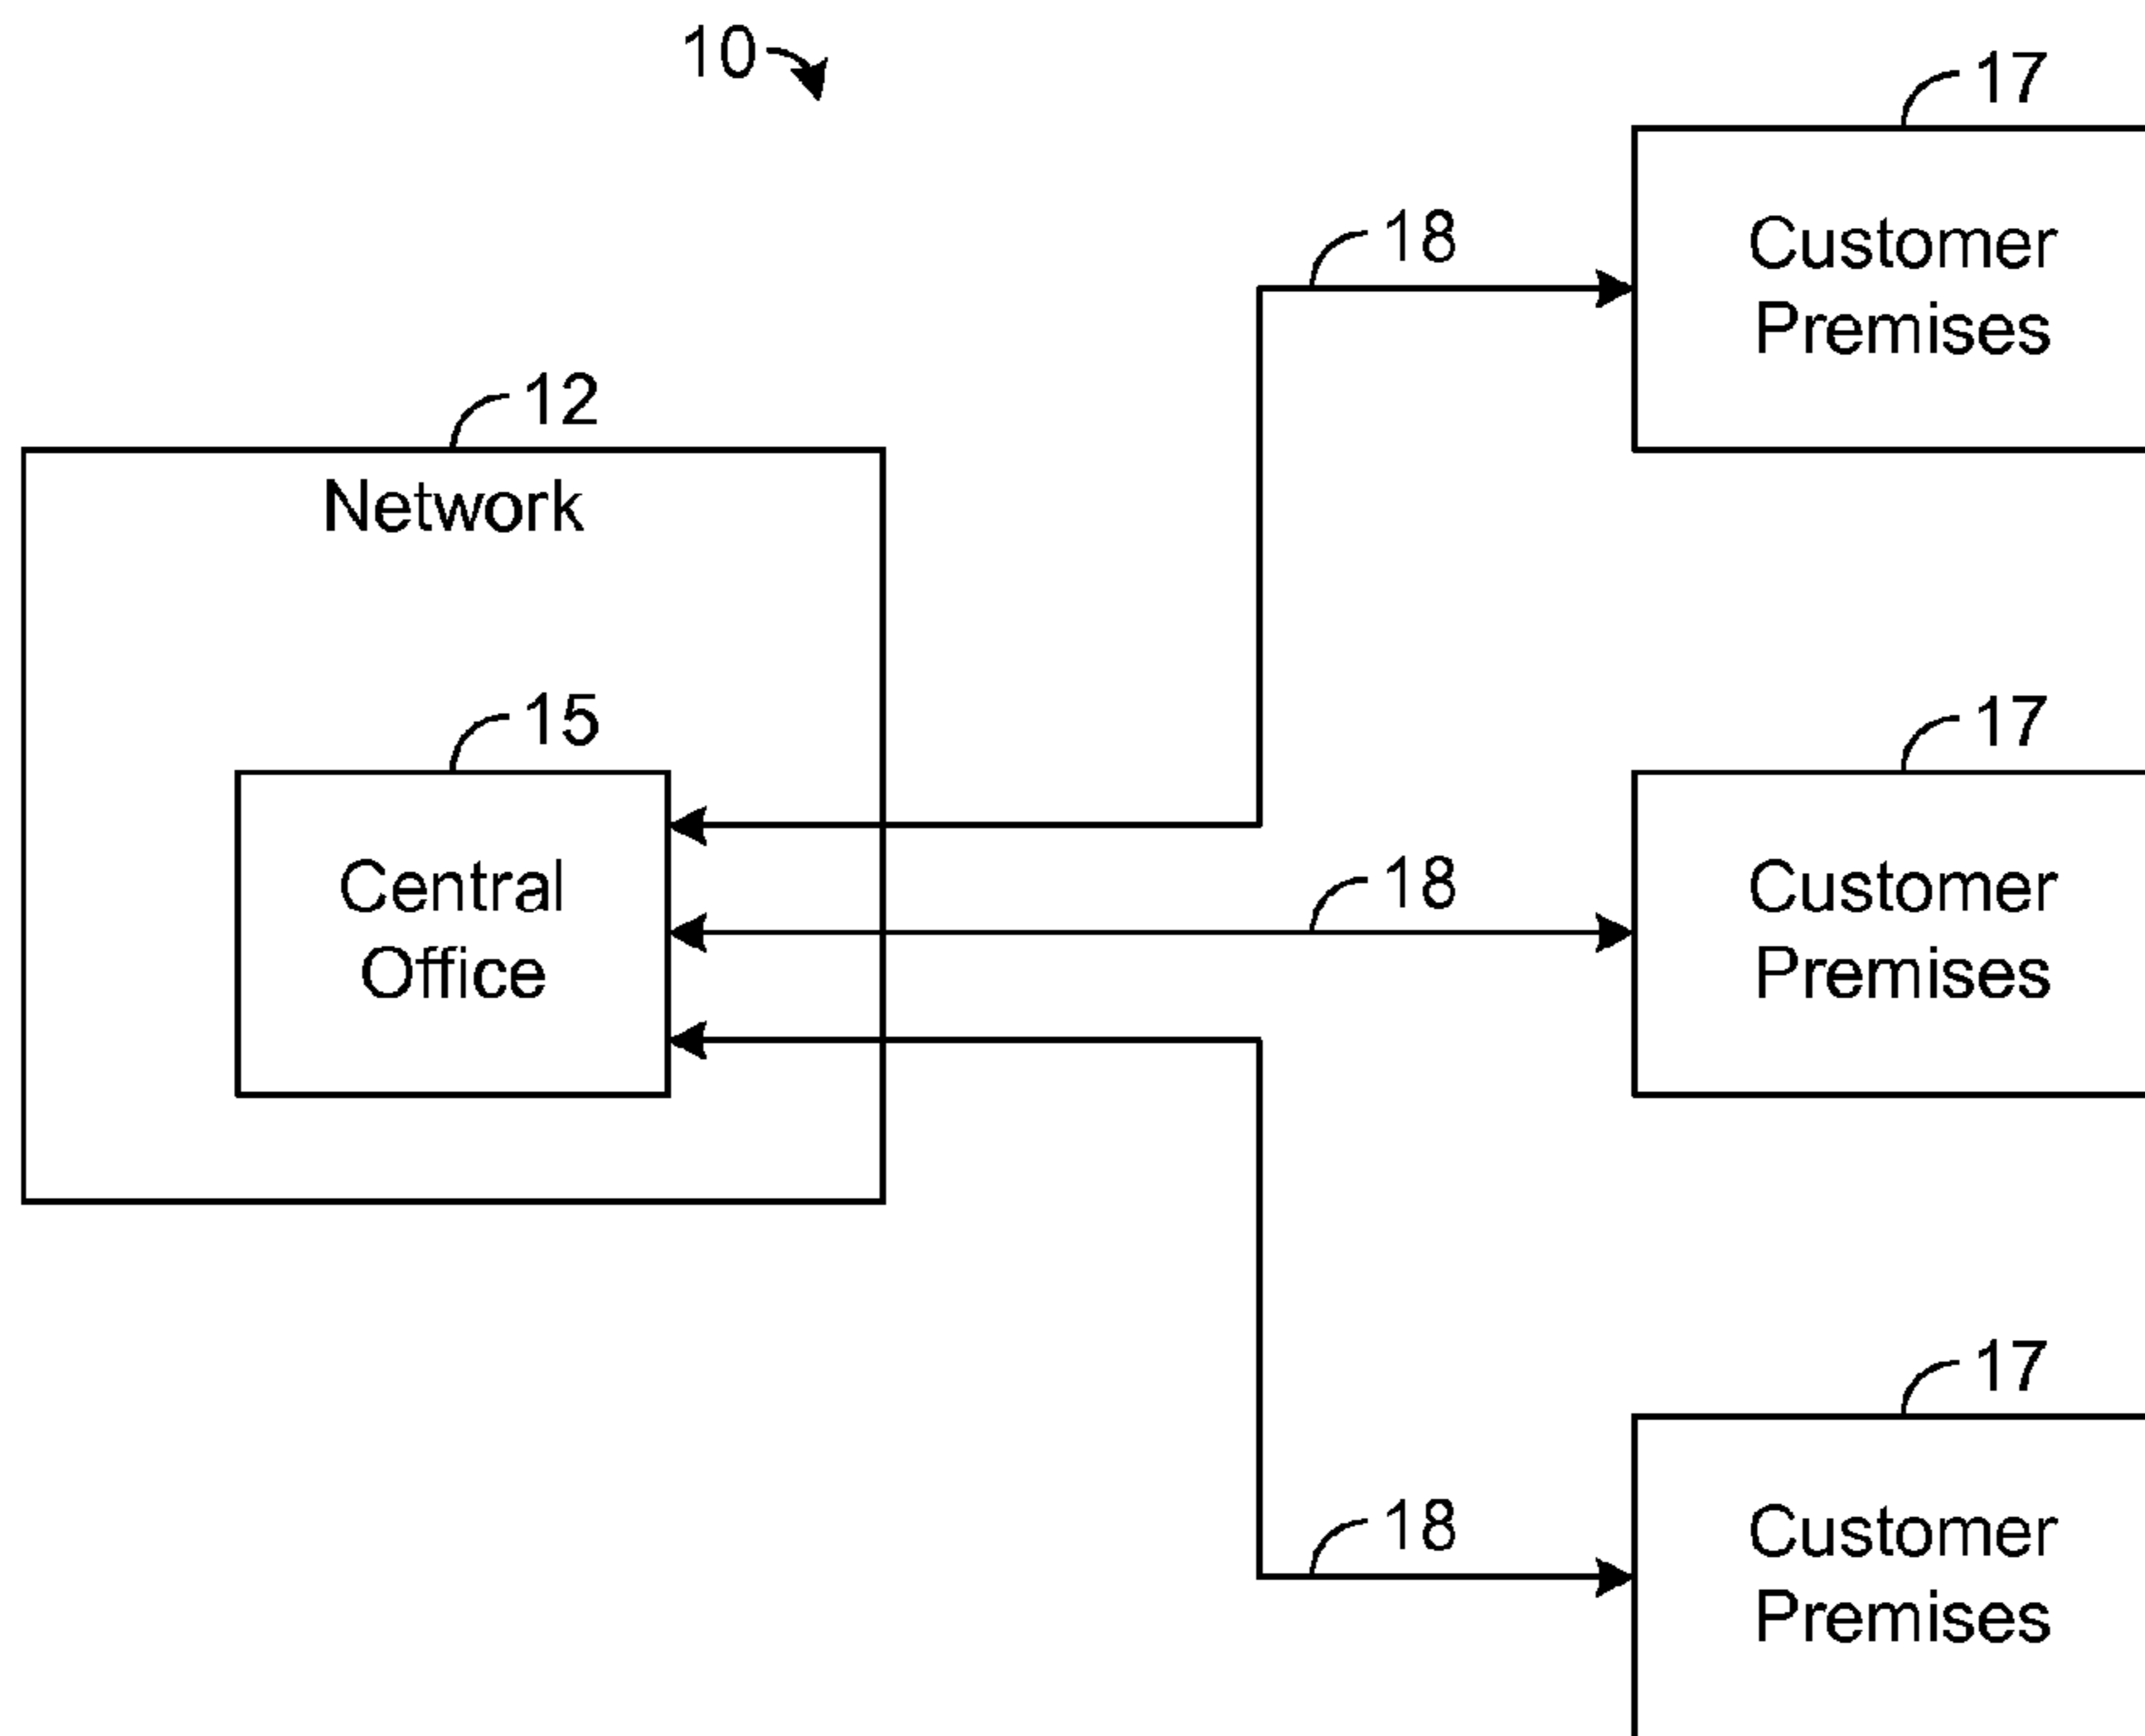 10
17
18
Customer
Premises
12
Network
15
17
Central
Office
18
Customer
Premises
17
18
Customer
Premises